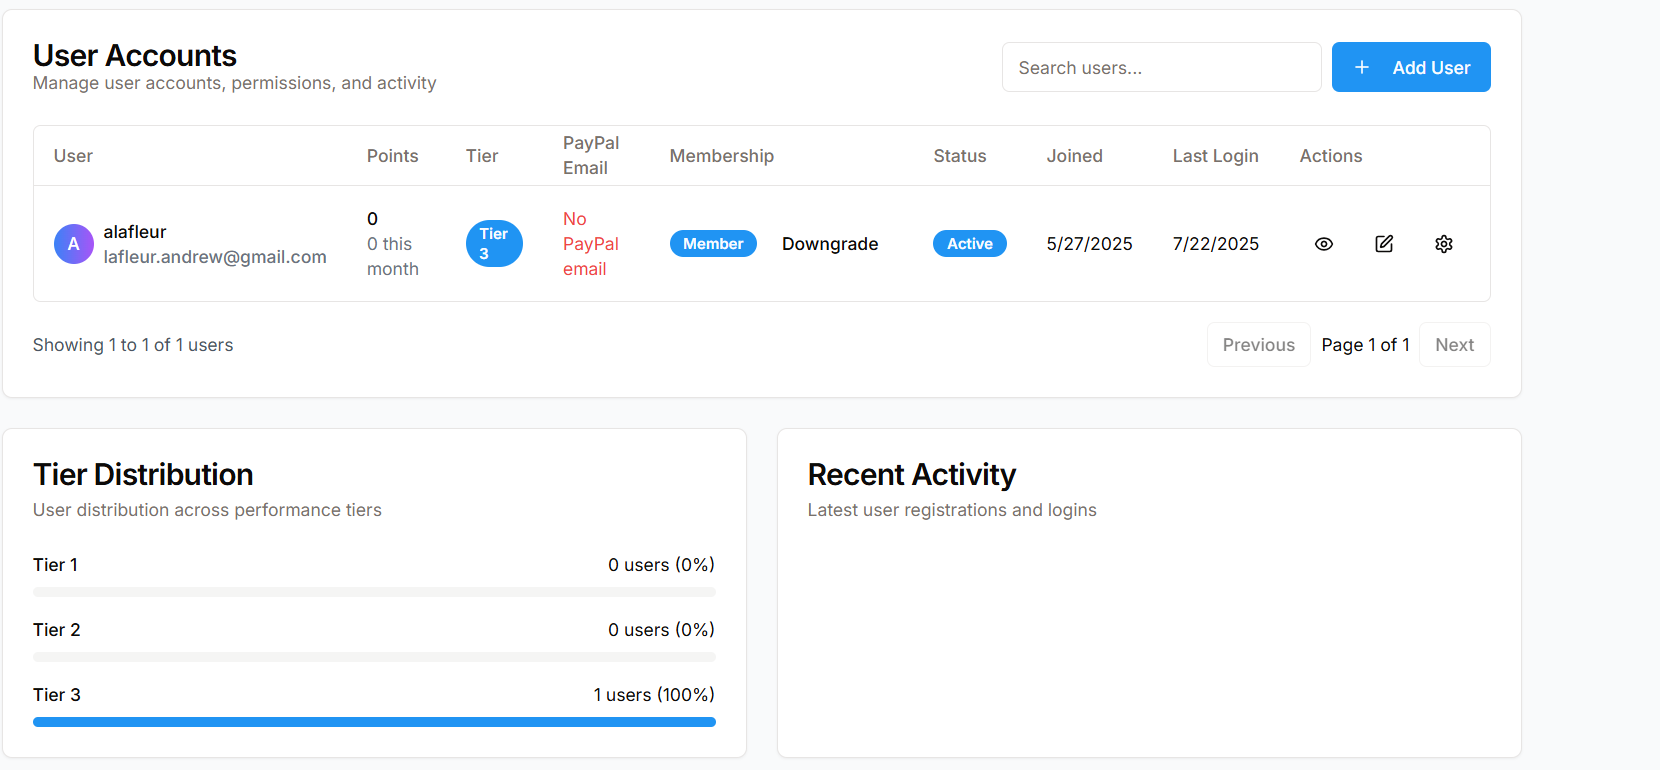 User Accounts
Manage user accounts, permissions, and activity
Search users...
+ Add User
User
Points
Tier
PayPal
Email
Membership
Status
Joined
Last Login
Actions
A
alafleur
lafleur.andrew@gmail.com
0
0 this
month
Tier
3
No
PayPal
email
Member
Downgrade
Active
5/27/2025
7/22/2025
Showing 1 to 1 of 1 users
Previous
Page 1 of 1
Next
Tier Distribution
User distribution across performance tiers
Tier 1
0 users (0%)
Tier 2
0 users (0%)
Tier 3
1 users (100%)
Recent Activity
Latest user registrations and logins